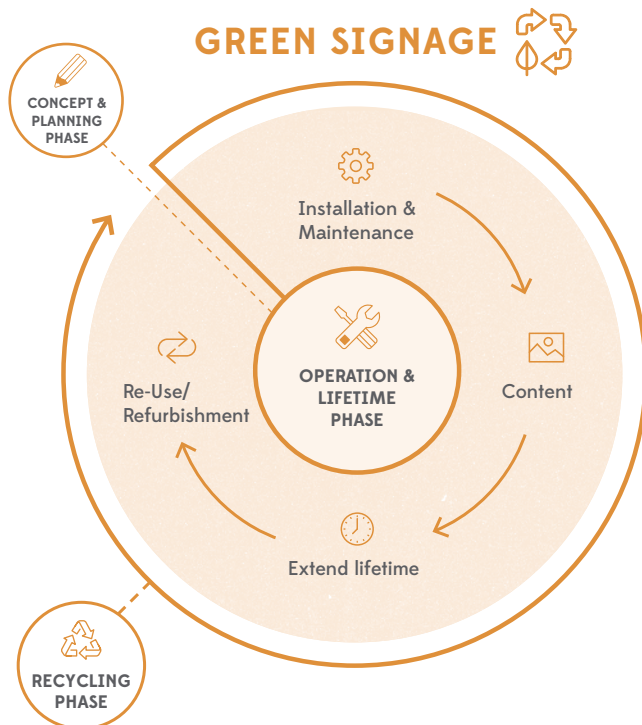 GREEN SIGNAGE
CONCEPT &
PLANNING
PHASE
Installation &
Maintenance
Content
OPERATION &
LIFETIME
PHASE
Re-Use/
Refurbishment
Extend lifetime
RECYCLING
PHASE